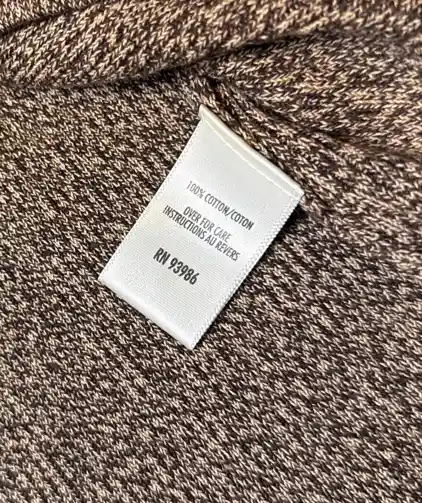 100% COTTON/COTON
OVER FOR CARE
INSTRUCTIONS AU REVERS
RN 93986